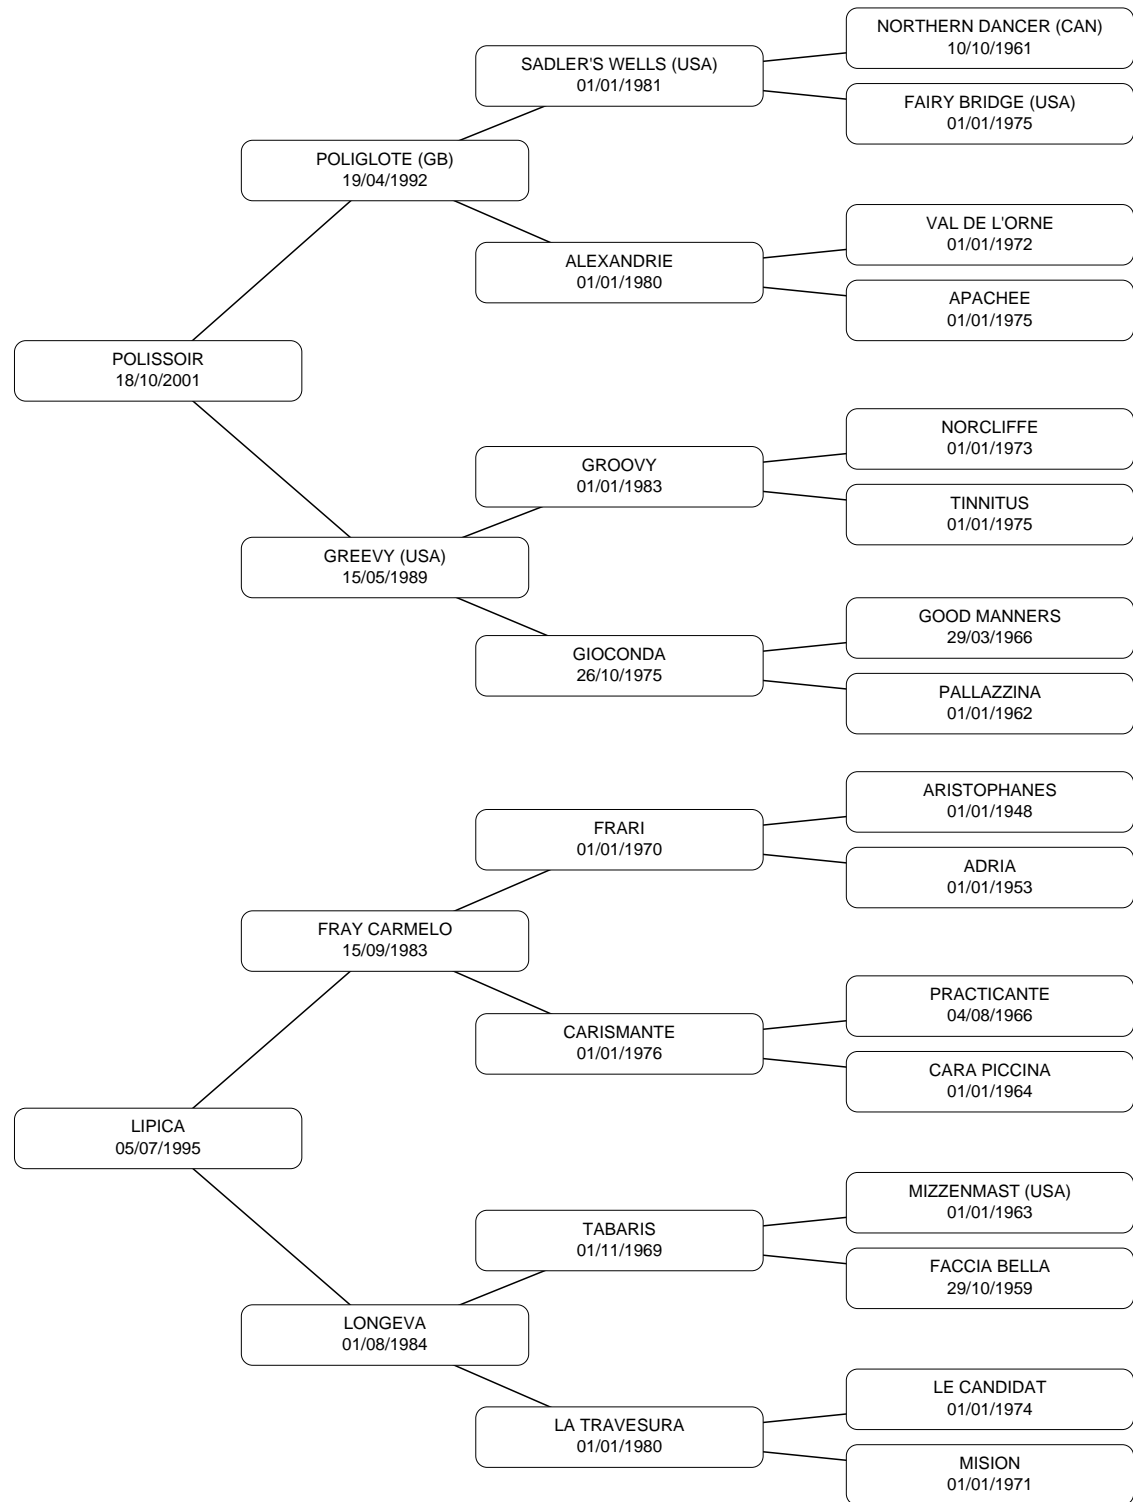 NORTHERN DANCER (CAN)
10/10/1961
SADLER'S WELLS (USA)
01/01/1981
FAIRY BRIDGE (USA)
01/01/1975
POLIGLOTE (GB)
19/04/1992
VAL DE L'ORNE
01/01/1972
ALEXANDRIE
01/01/1980
APACHEE
01/01/1975
POLISSOIR
18/10/2001
NORCLIFFE
01/01/1973
GROOVY
01/01/1983
TINNITUS
01/01/1975
GREEVY (USA)
15/05/1989
GOOD MANNERS
29/03/1966
GIOCONDA
26/10/1975
PALLAZZINA
01/01/1962
ARISTOPHANES
01/01/1948
FRARI
01/01/1970
ADRIA
01/01/1953
FRAY CARMELO
15/09/1983
PRACTICANTE
04/08/1966
CARISMANTE
01/01/1976
CARA PICCINA
01/01/1964
LIPICA
05/07/1995
MIZZENMAST (USA)
01/01/1963
TABARIS
01/11/1969
FACCIA BELLA
29/10/1959
LONGEVA
01/08/1984
LE CANDIDAT
01/01/1974
LA TRAVESURA
01/01/1980
MISION
01/01/1971